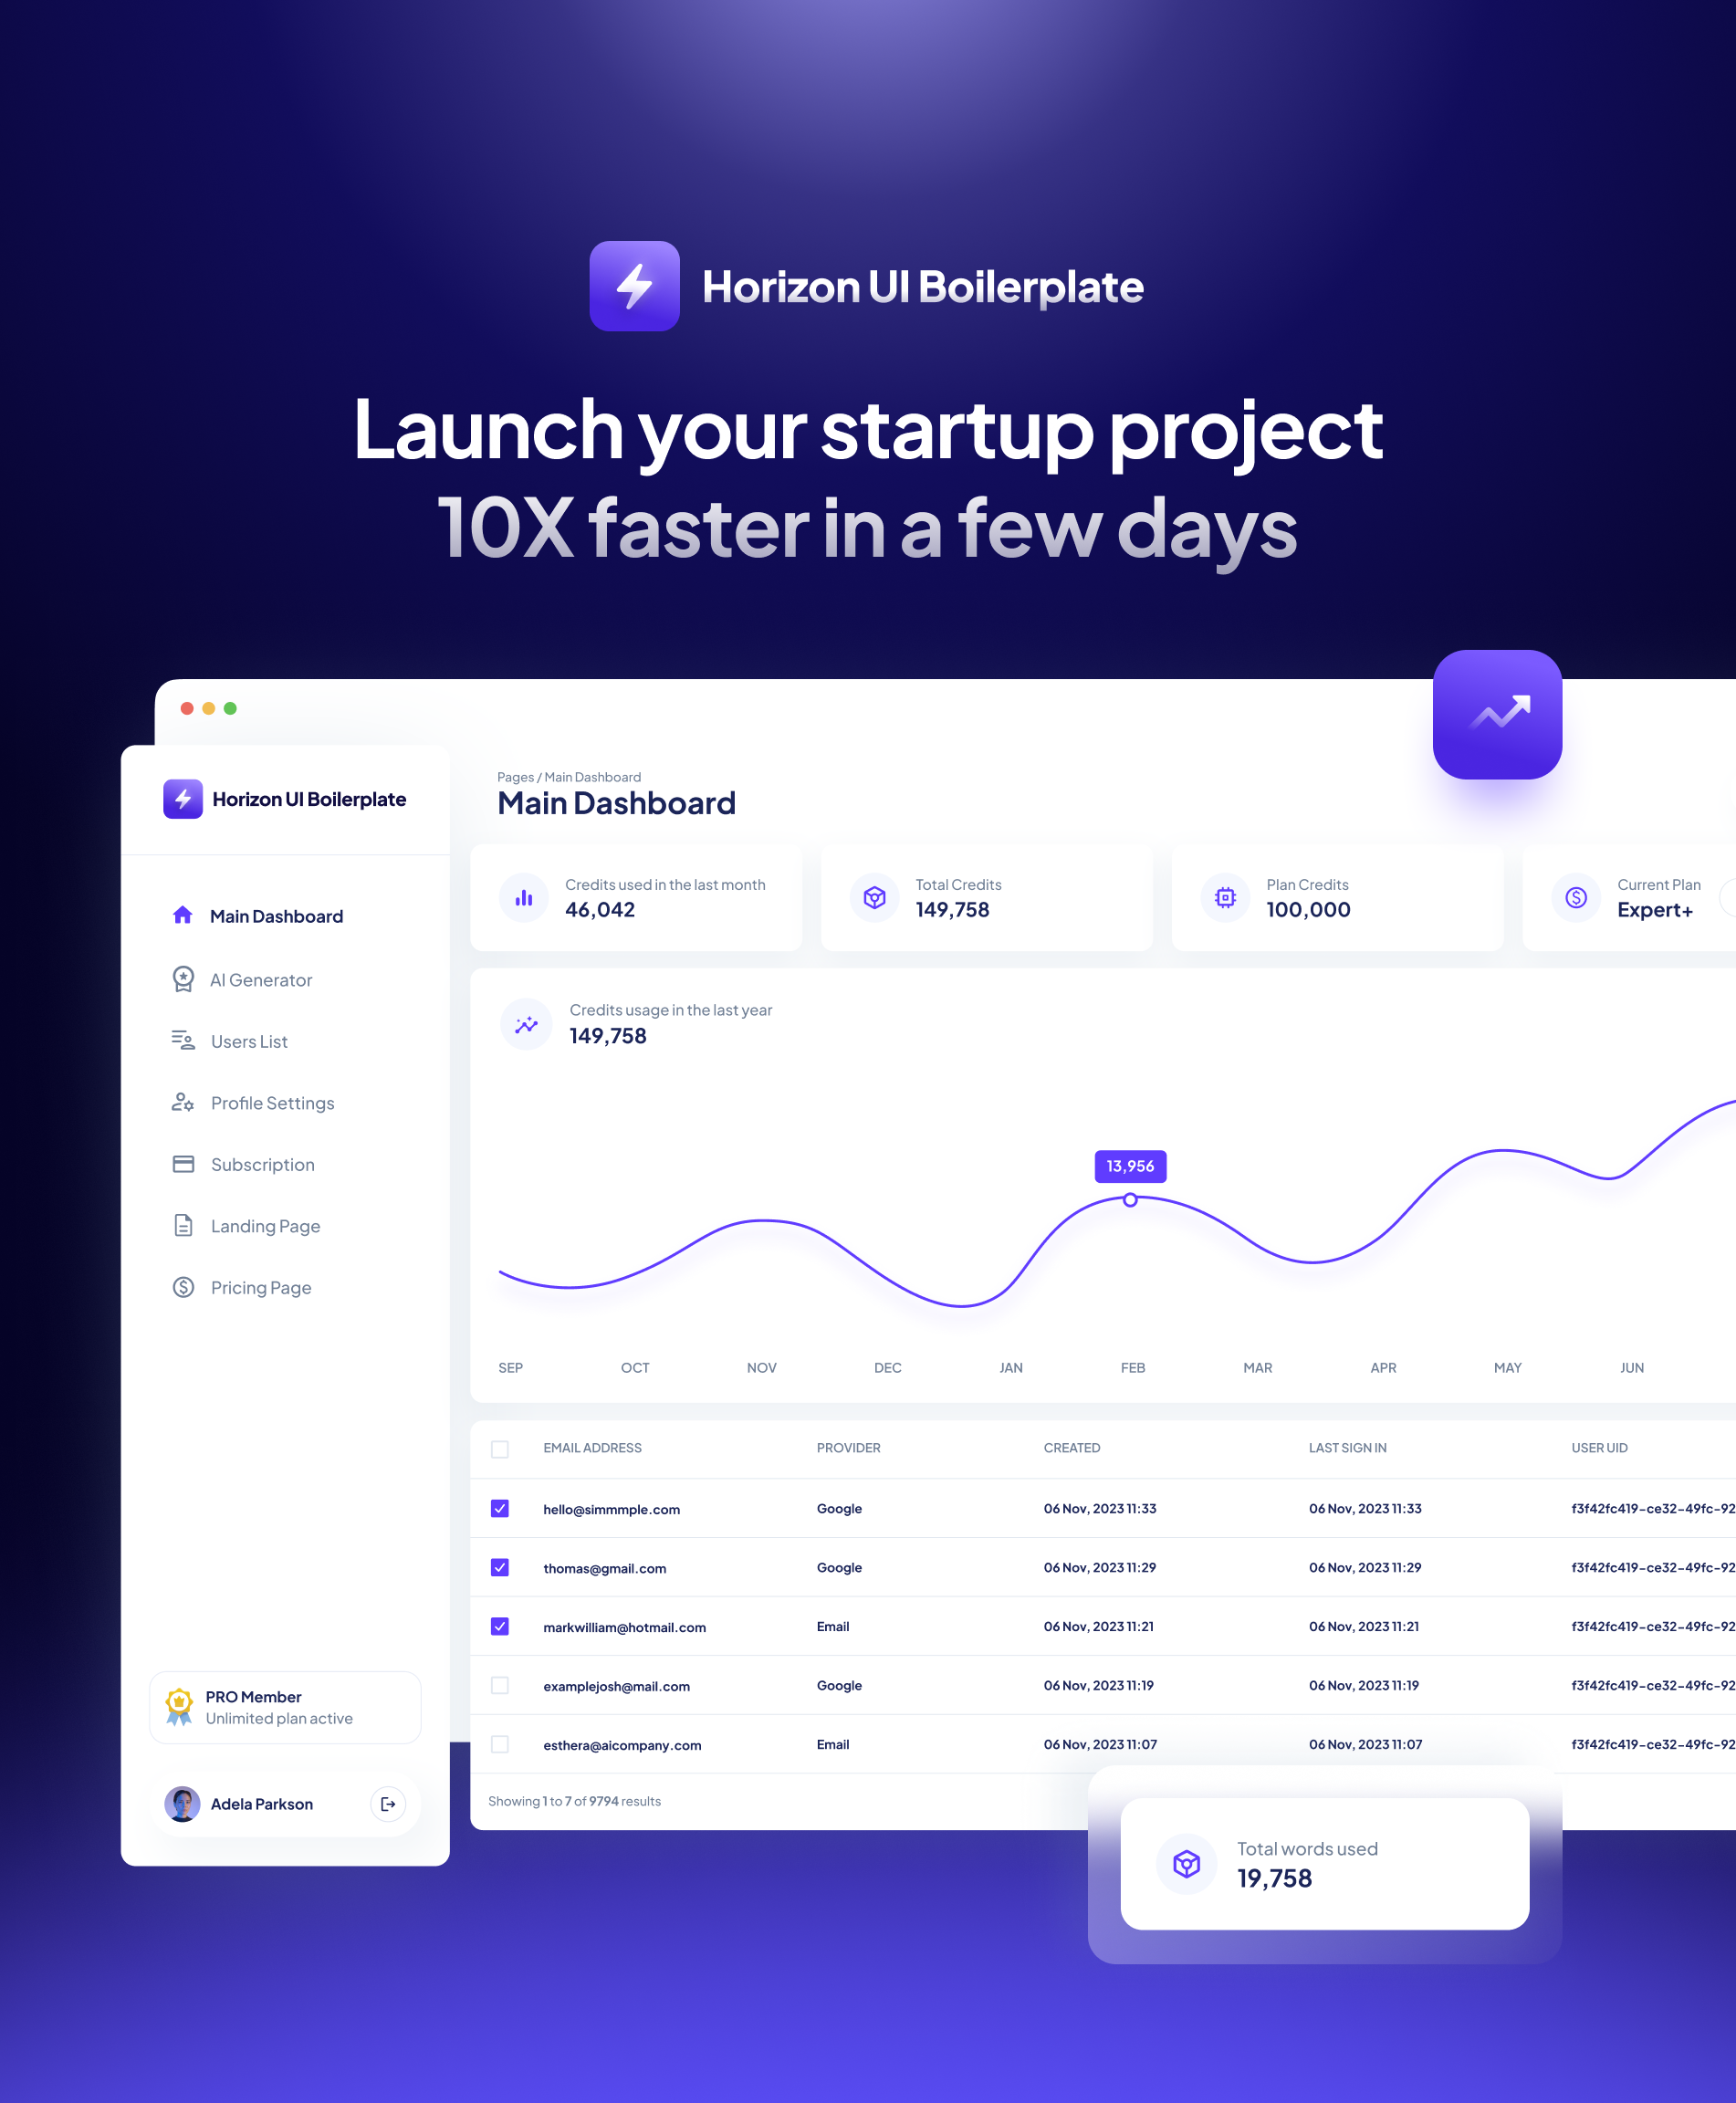 Horizon UI Boilerplate
Launch your startup project
10X faster in a few days
Horizon UI Boilerplate
Main Dashboard
AI Generator
Users List
Profile Settings
Subscription
Landing Page
Pricing Page
PRO Member
Unlimited plan active
Adela Parkson
Pages / Main Dashboard
Main Dashboard
Credits used in the last month
46,042
Total Credits
149,758
Plan Credits
100,000
Current Plan
Expert+
Credits usage in the last year
149,758
13,956
SEP OCT NOV DEC JAN FEB MAR APR MAY JUN
EMAIL ADDRESS PROVIDER CREATED LAST SIGN IN USER UID
hello@simmmple.com Google 06 Nov, 2023 11:33 06 Nov, 2023 11:33 f3f42fc419-ce32-49fc-92
thomas@gmail.com Google 06 Nov, 2023 11:29 06 Nov, 2023 11:29 f3f42fc419-ce32-49fc-92
markwilliam@hotmail.com Email 06 Nov, 2023 11:21 06 Nov, 2023 11:21 f3f42fc419-ce32-49fc-92
examplejosh@mail.com Google 06 Nov, 2023 11:19 06 Nov, 2023 11:19 f3f42fc419-ce32-49fc-92
esthera@aicompany.com Email 06 Nov, 2023 11:07 06 Nov, 2023 11:07 f3f42fc419-ce32-49fc-92
Showing 1 to 7 of 9794 results
Total words used
19,758